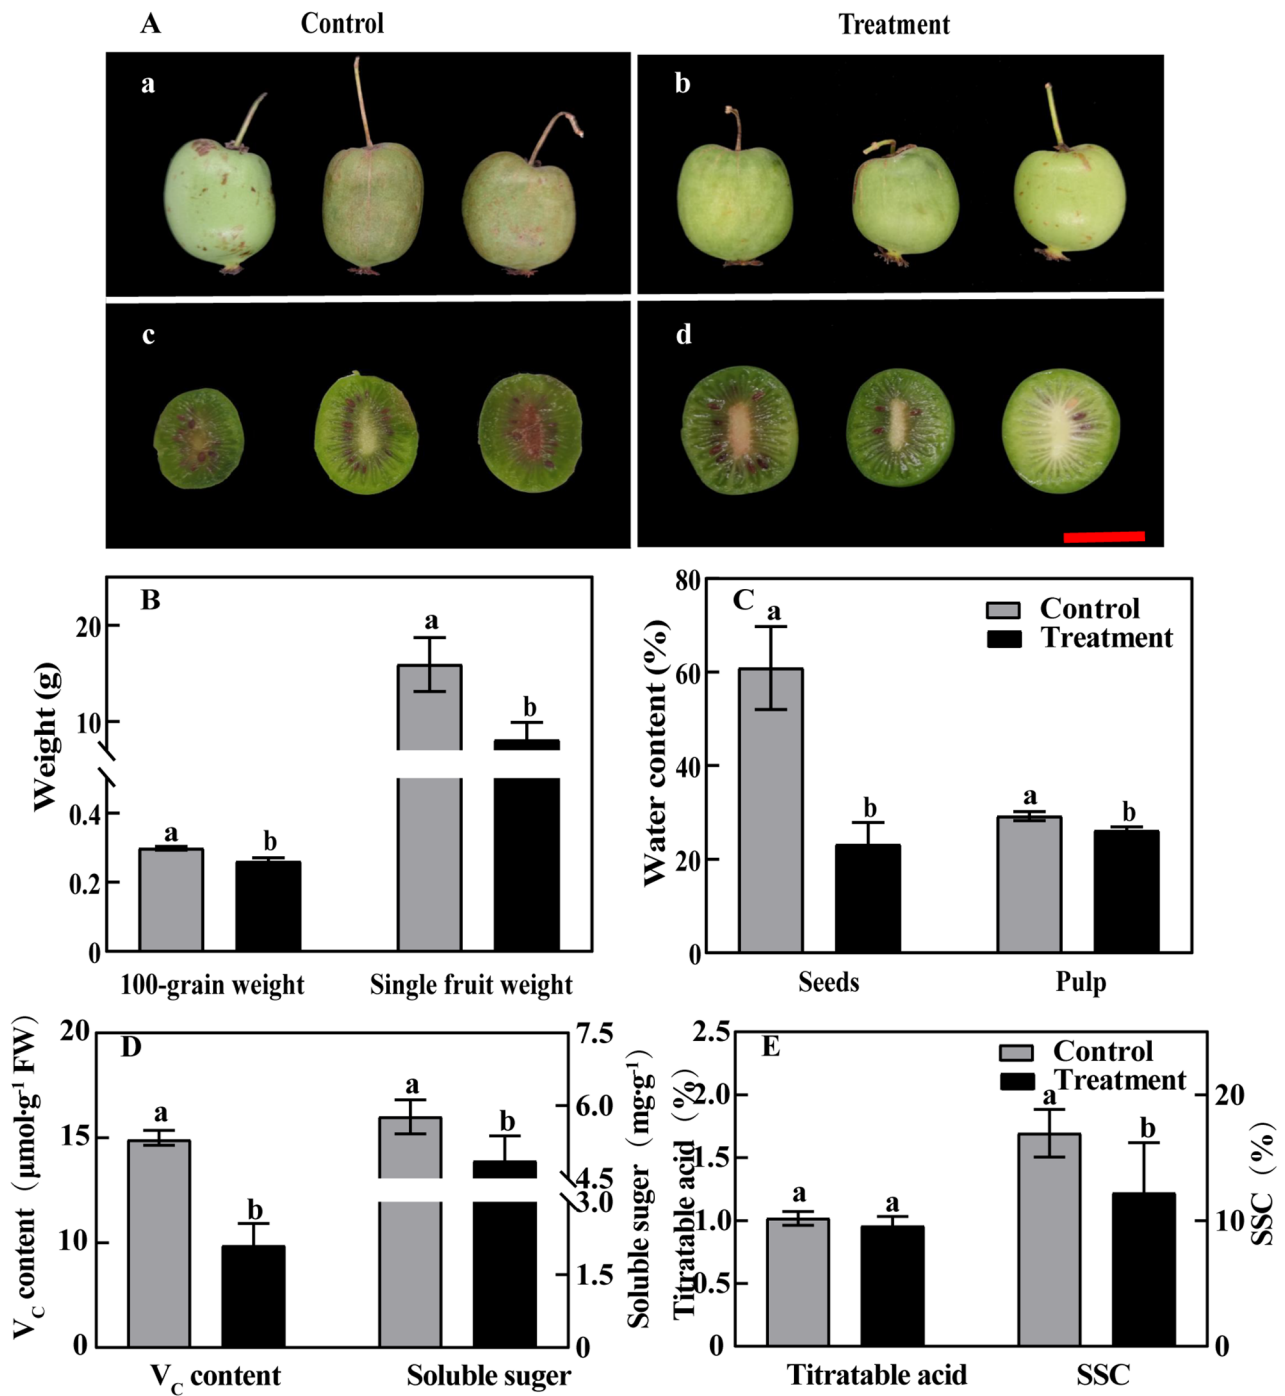 A Control Treatment
a b
c d
B
Weight (g)
20
10
0.4
0.2
0
a b a b
100-grain weight Single fruit weight
C
Water content (%)
80
60
40
20
0
Control
Treatment
a b a b
Seeds Pulp
D
V_C content（μmol·g⁻¹ FW）
20
15
10
0
a b a b
7.5
6.0
4.5
3.0
1.5
0
Soluble suger（mg·g⁻¹）
V_C content Soluble suger
E
Titratable acid（%）
2.5
2.0
1.5
1.0
0.5
0
Control
Treatment
a a a b
20
10
0
SSC（%）
Titratable acid SSC